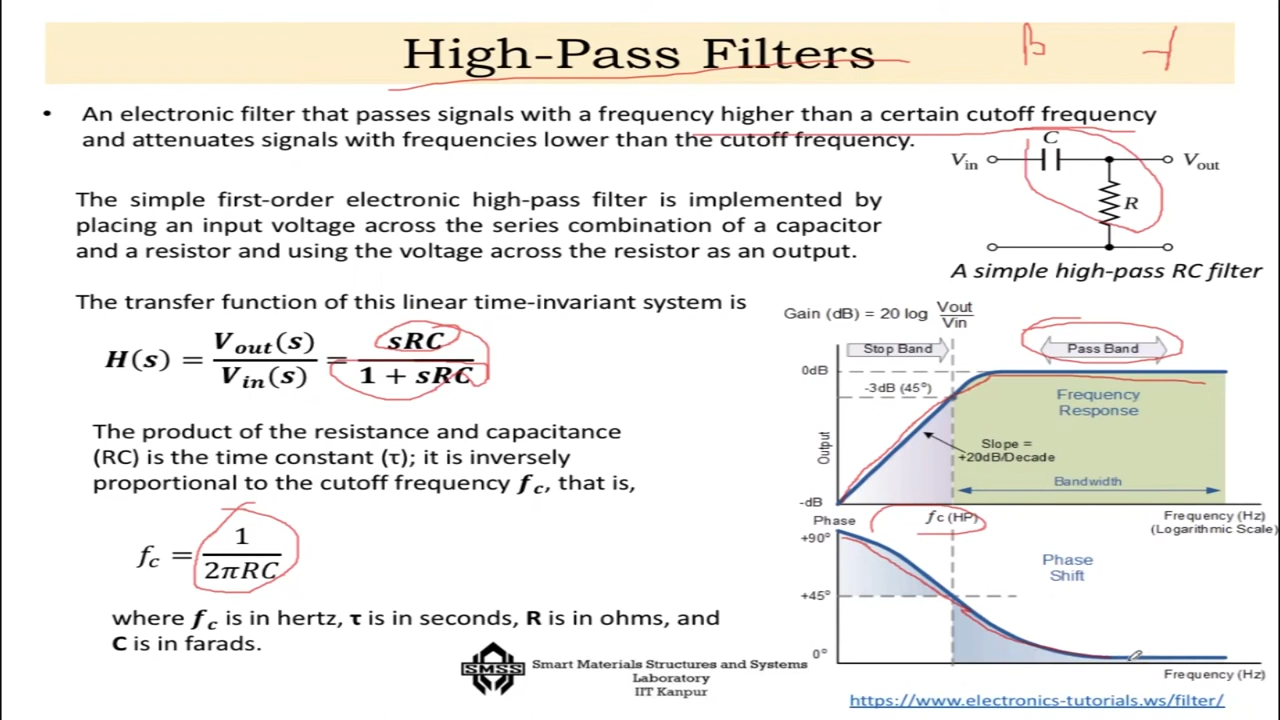 High-Pass Filters
• An electronic filter that passes signals with a frequency higher than a certain cutoff frequency
and attenuates signals with frequencies lower than the cutoff frequency.
C
Vin
Vout
R
A simple high-pass RC filter
The simple first-order electronic high-pass filter is implemented by
placing an input voltage across the series combination of a capacitor
and a resistor and using the voltage across the resistor as an output.
The transfer function of this linear time-invariant system is
H(s) = Vout(s) / Vin(s) = sRC / 1 + sRC
The product of the resistance and capacitance
(RC) is the time constant (τ); it is inversely
proportional to the cutoff frequency fc, that is,
fc = 1 / 2πRC
where fc is in hertz, τ is in seconds, R is in ohms, and
C is in farads.
Gain (dB) = 20 log Vout / Vin
Stop Band
Pass Band
0dB
-3dB (45°)
Frequency
Response
Output
Slope =
+20dB/Decade
Bandwidth
-dB
fc (HP)
Frequency (Hz)
(Logarithmic Scale)
Phase
+90°
Phase
Shift
+45°
0°
Frequency (Hz)
SMSS
Smart Materials Structures and Systems
Laboratory
IIT Kanpur
https://www.electronics-tutorials.ws/filter/